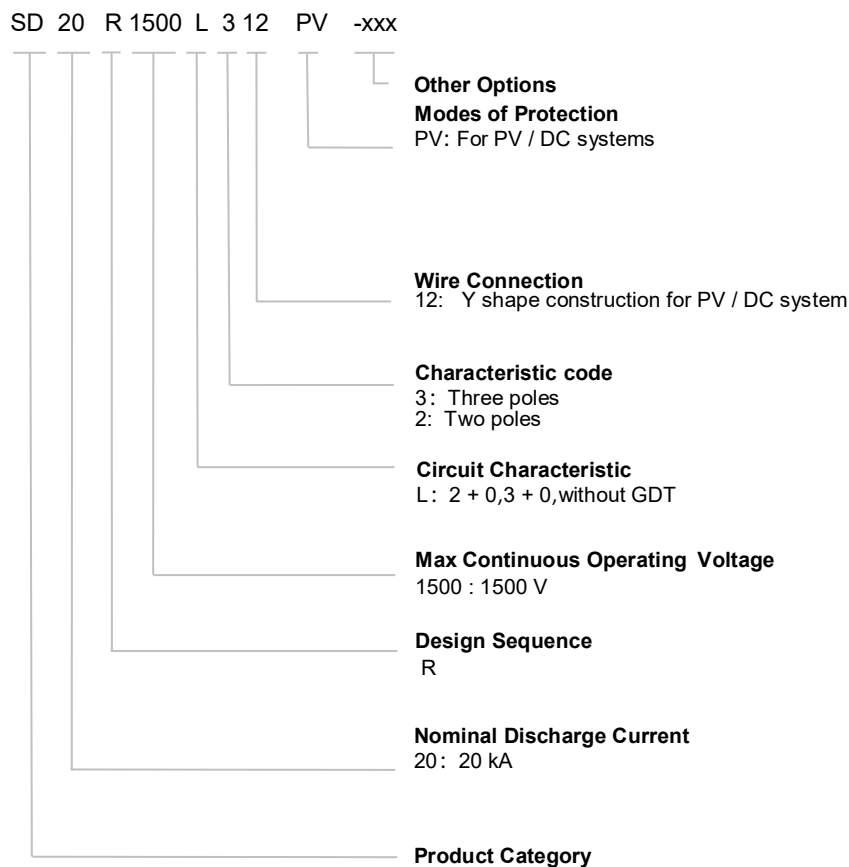 SD 20 R 1500 L 3 12 PV -xxx
Other Options
Modes of Protection
PV: For PV / DC systems
Wire Connection
12: Y shape construction for PV / DC system
Characteristic code
3: Three poles
2: Two poles
Circuit Characteristic
L: 2 + 0,3 + 0,without GDT
Max Continuous Operating Voltage
1500 : 1500 V
Design Sequence
R
Nominal Discharge Current
20: 20 kA
Product Category